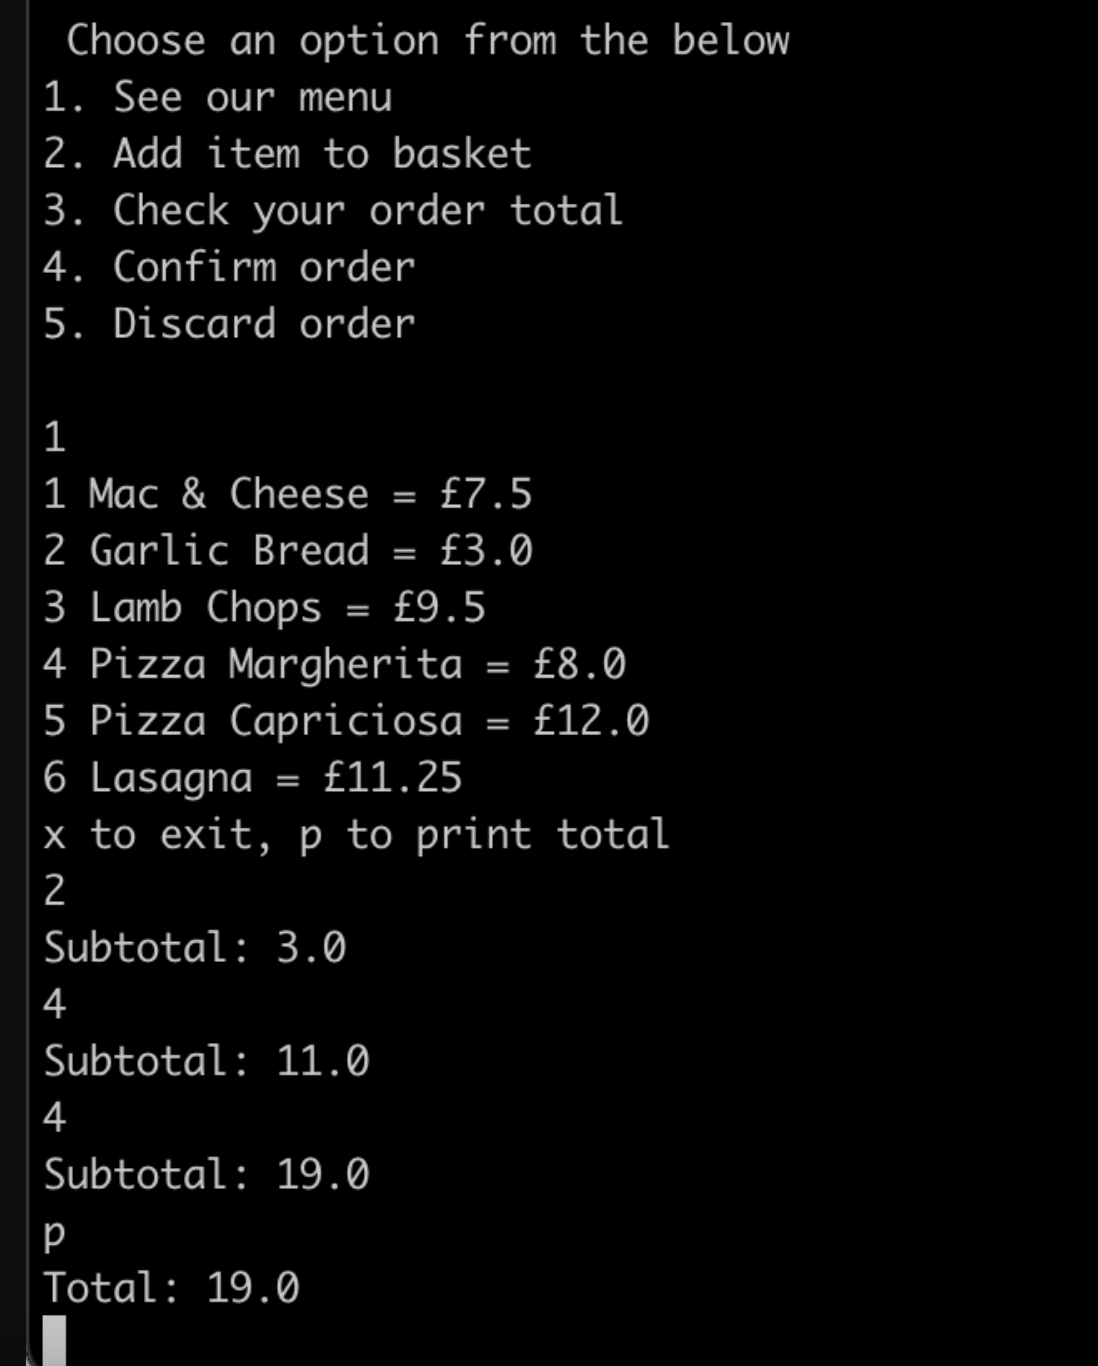 Choose an option from the below
1. See our menu
2. Add item to basket
3. Check your order total
4. Confirm order
5. Discard order
1
1 Mac & Cheese = £7.5
2 Garlic Bread = £3.0
3 Lamb Chops = £9.5
4 Pizza Margherita = £8.0
5 Pizza Capriciosa = £12.0
6 Lasagna = £11.25
x to exit, p to print total
2
Subtotal: 3.0
4
Subtotal: 11.0
4
Subtotal: 19.0
p
Total: 19.0